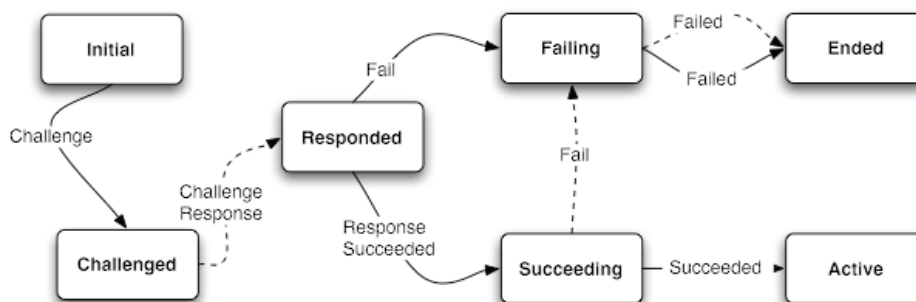 Initial
Failing
Failed
Ended
Fail
Failed
Challenge
Responded
Fail
Challenge
Response
Response
Succeeded
Challenged
Succeeding
Succeeded
Active